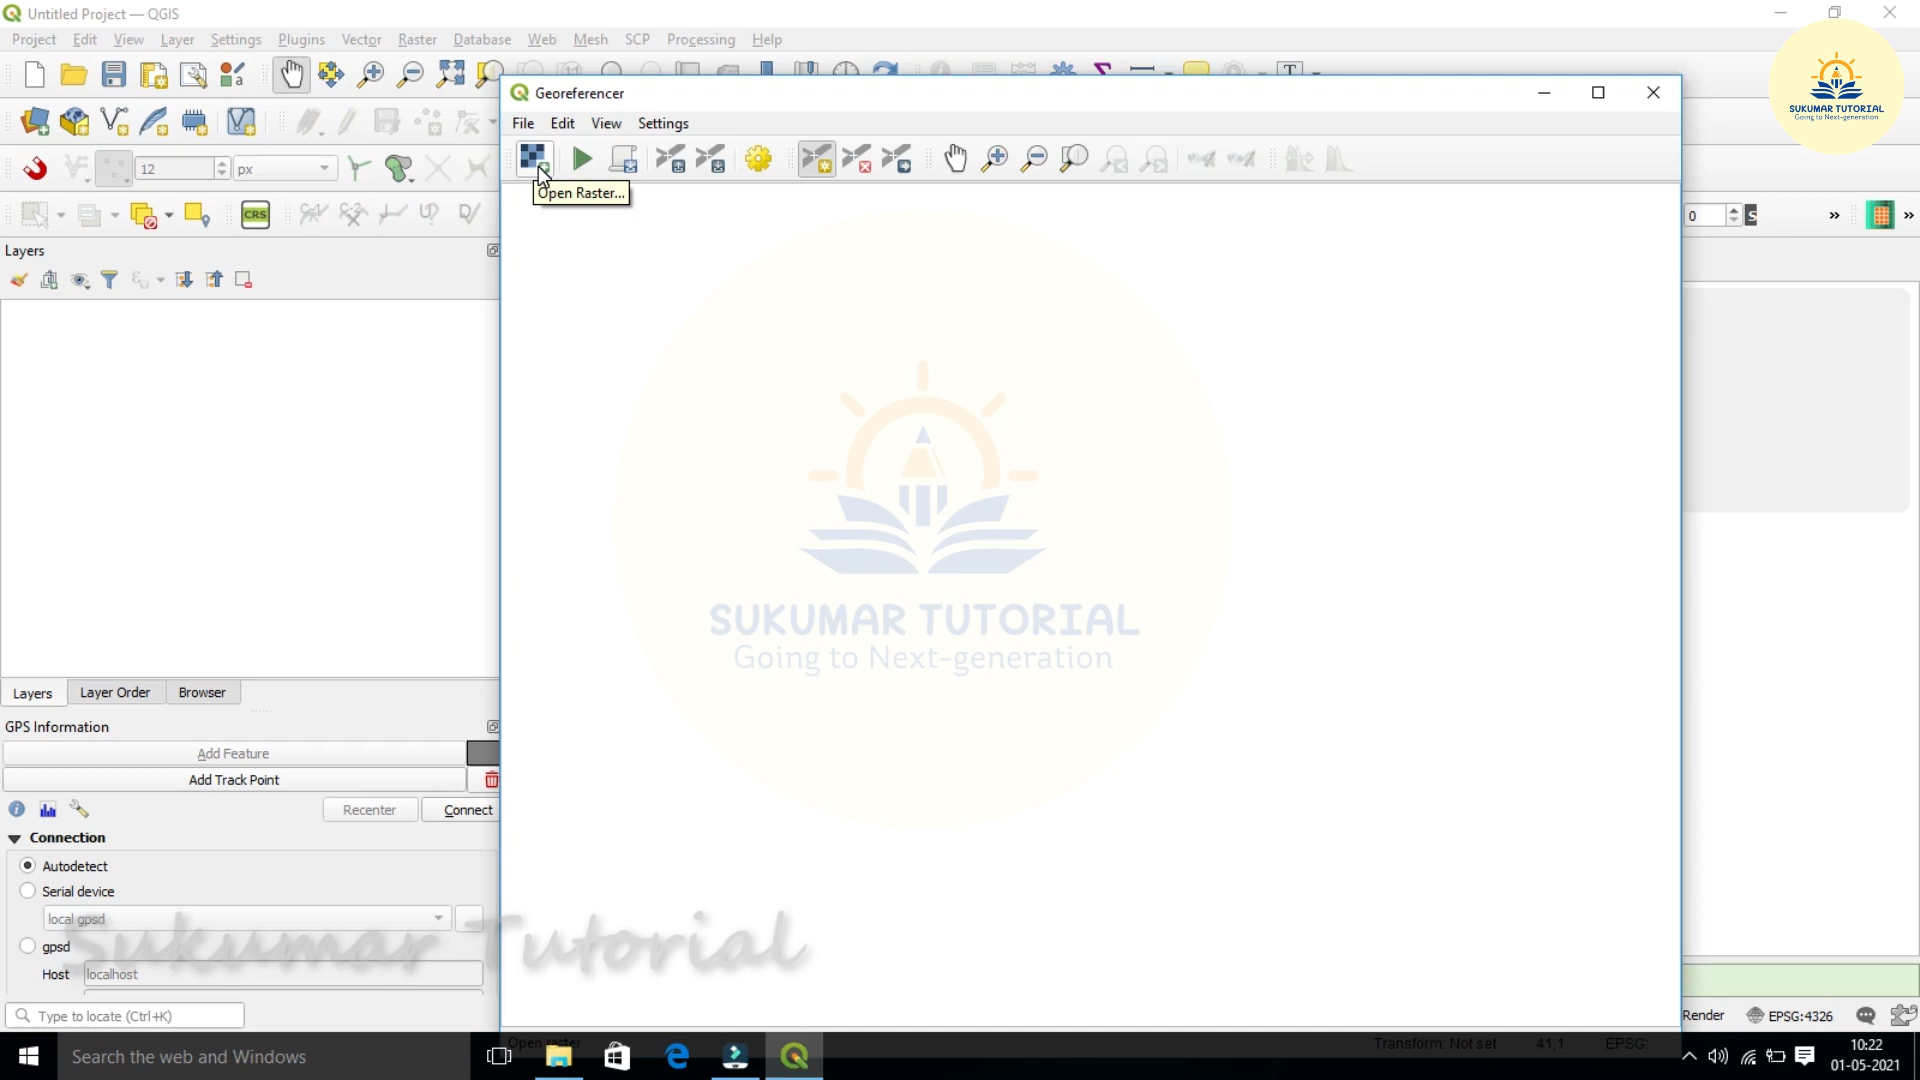 Untitled Project — QGIS
Project Edit View Layer Settings Plugins Vector Raster Database Web Mesh SCP Processing Help
SUKUMAR TUTORIAL
Going to Next-generation
Georeferencer
File Edit View Settings
12 px
Open Raster...
CRS
0
Layers
SUKUMAR TUTORIAL
Going to Next-generation
Layers Layer Order Browser
GPS Information
Add Feature
Add Track Point
Recenter Connect
Connection
Autodetect
Serial device
local gpsd
gpsd
Sukumar Tutorial
Host localhost
Type to locate (Ctrl+K)
Render EPSG:4326
Open raster Transform: Not set 41,1 EPSG:
Search the web and Windows
10:22
01-05-2021